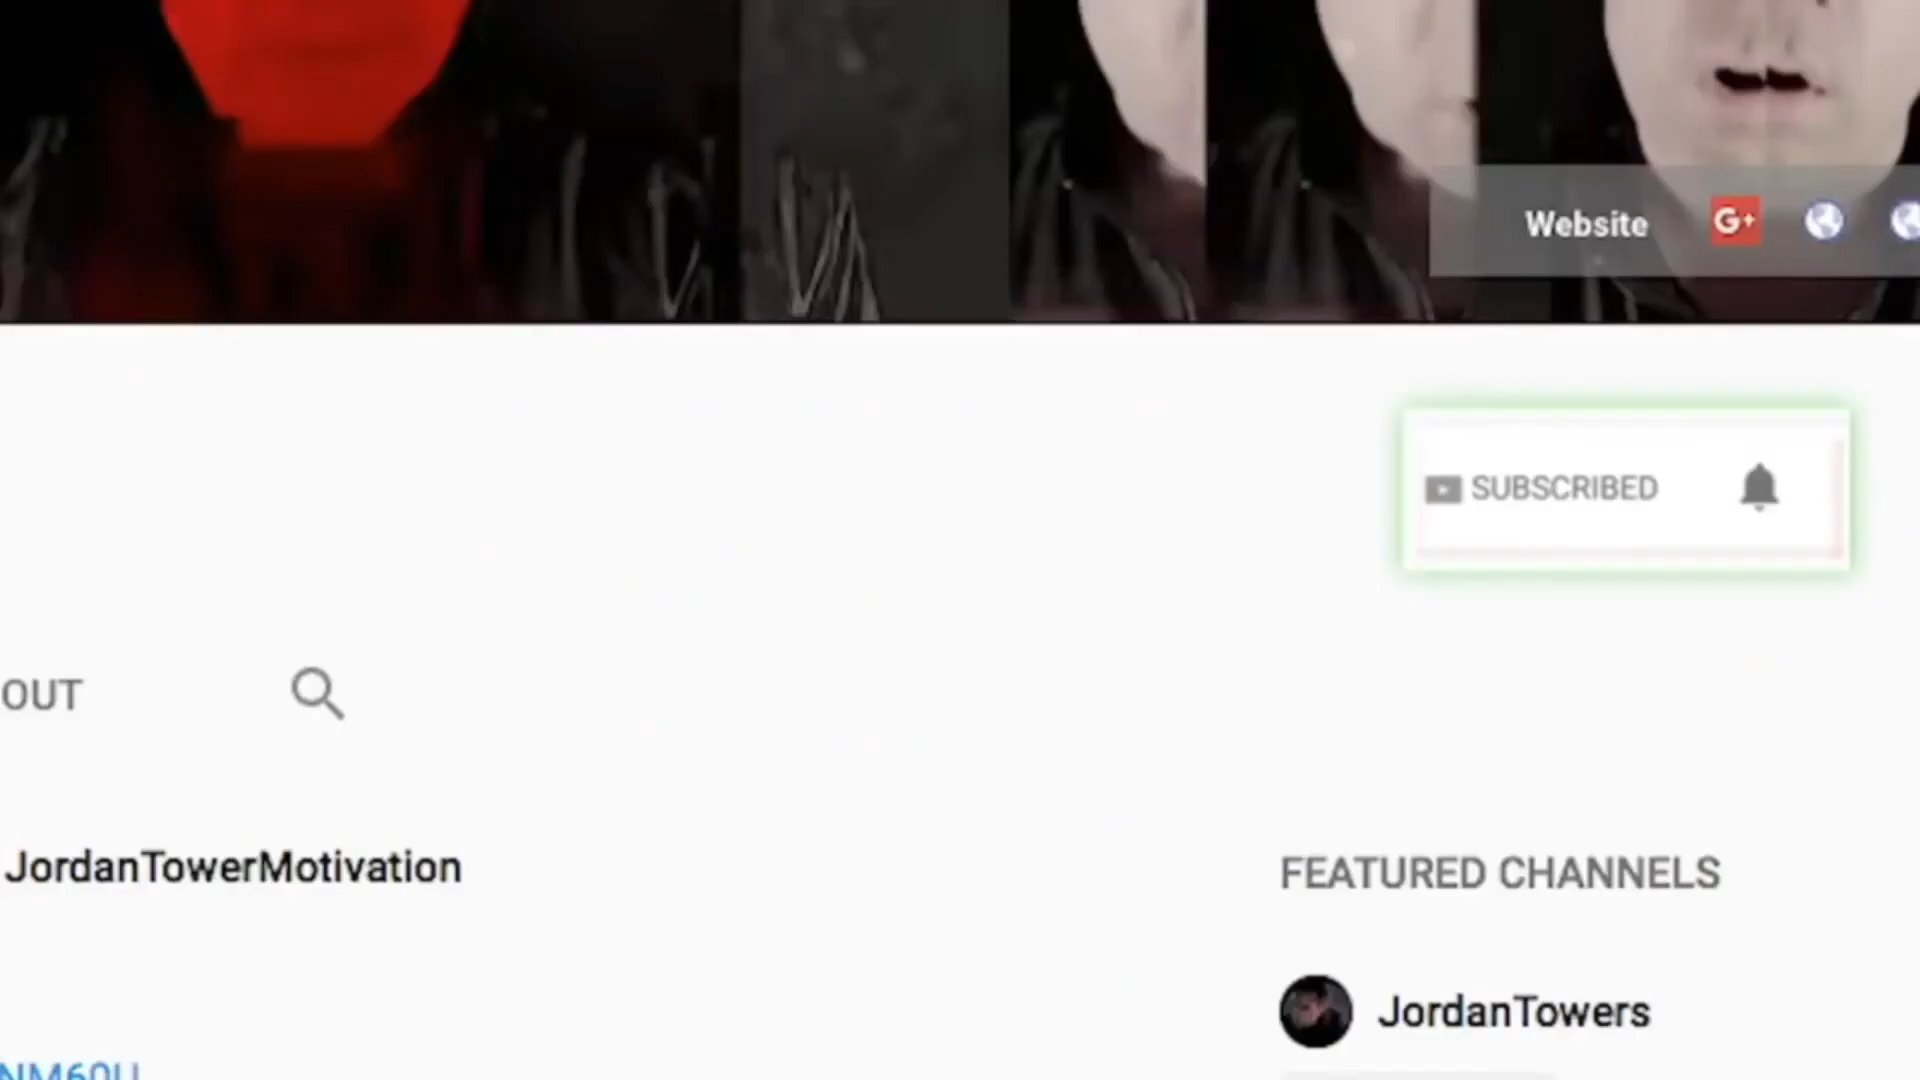 Website G+
SUBSCRIBED
OUT
JordanTowerMotivation
FEATURED CHANNELS
JordanTowers